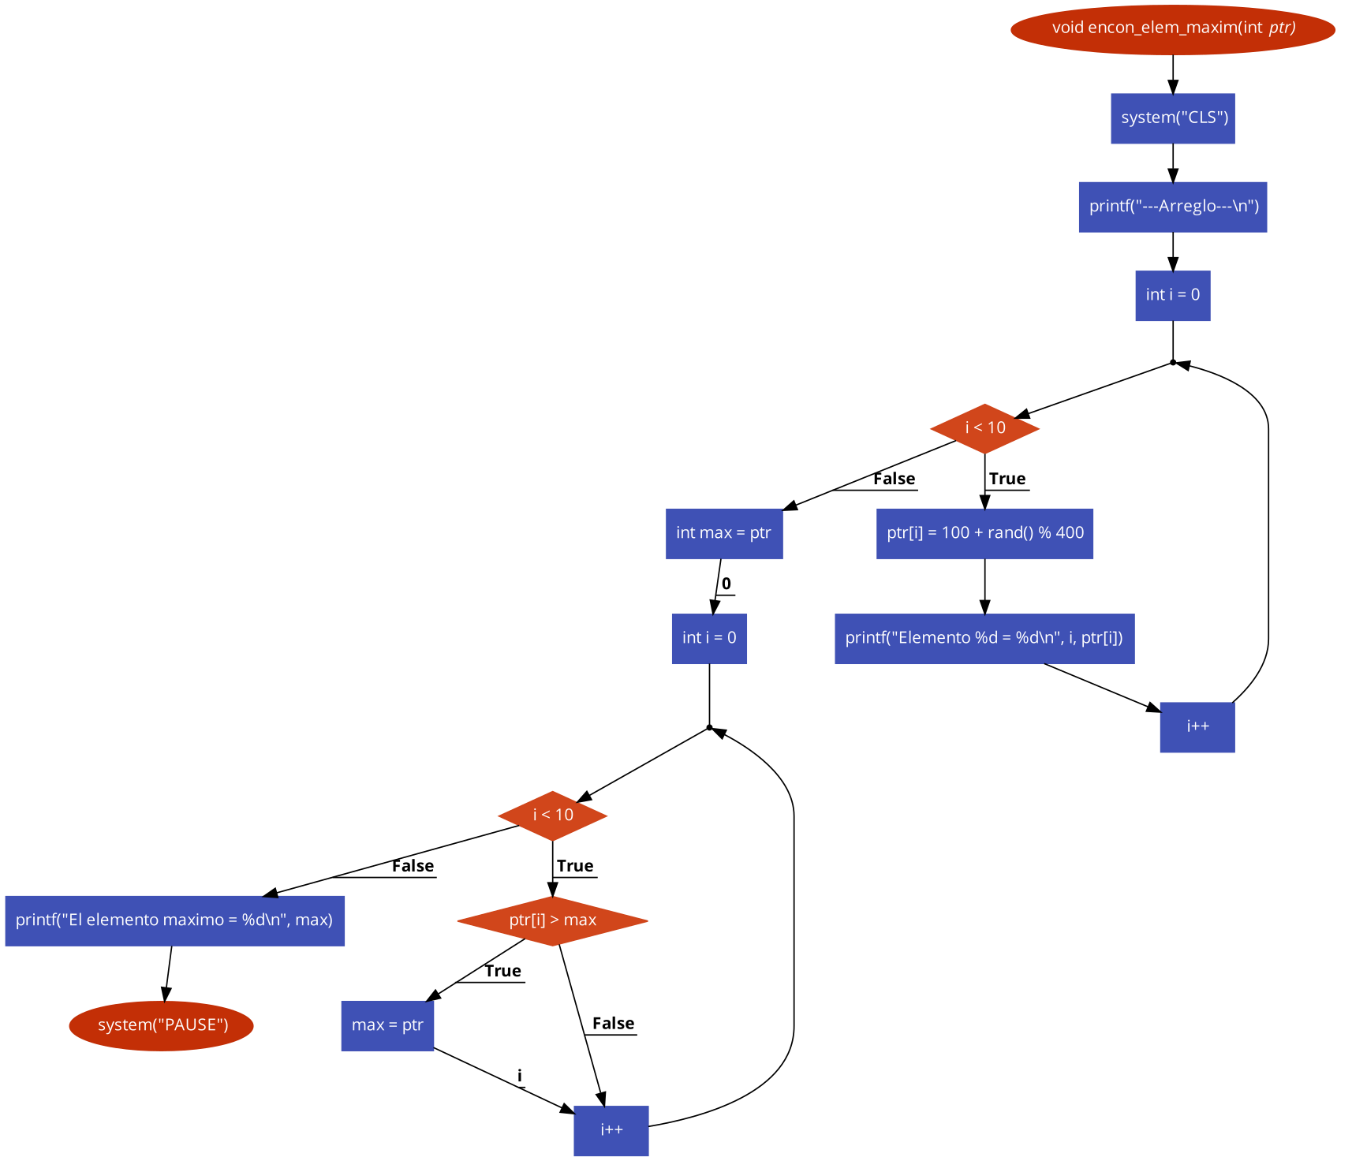 void encon_elem_maxim(int ptr)
system("CLS")
printf("---Arreglo---\n")
int i = 0
i < 10
False
True
int max = ptr
ptr[i] = 100 + rand() % 400
0
int i = 0
printf("Elemento %d = %d\n", i, ptr[i])
i++
i < 10
False
True
printf("El elemento maximo = %d\n", max)
ptr[i] > max
True
system("PAUSE")
max = ptr
False
i
i++